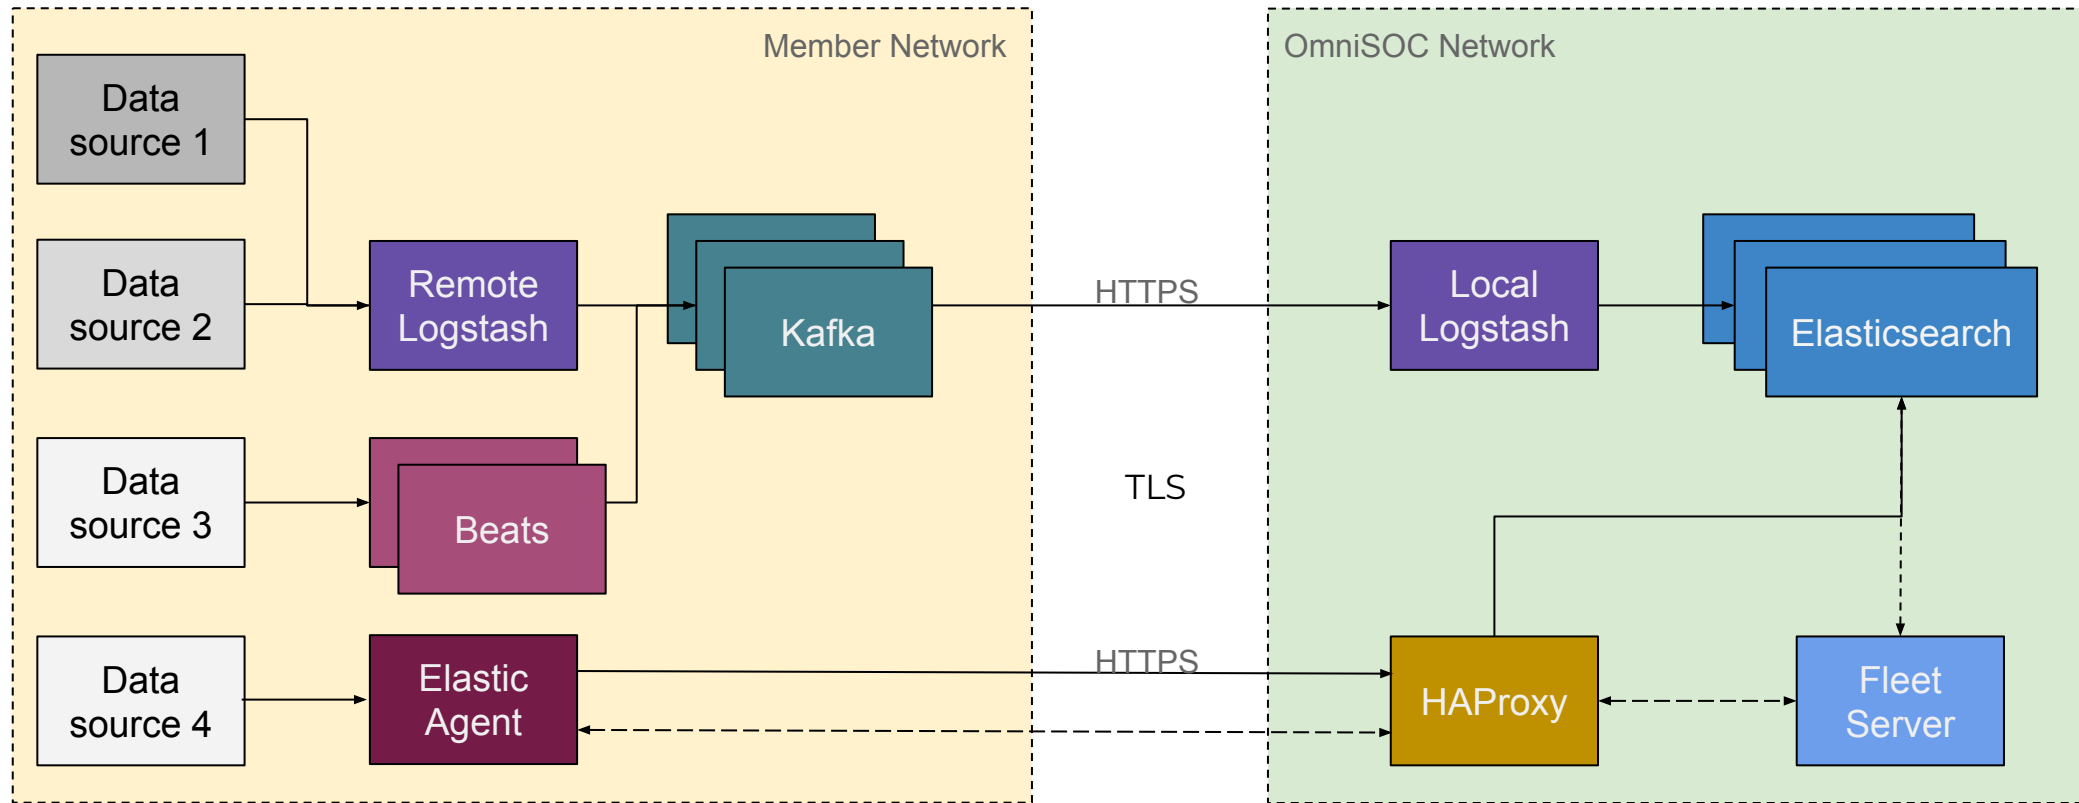 Member Network
OmniSOC Network
Data
source 1
Data
source 2
Remote
Logstash
Kafka
HTTPS
Local
Logstash
Elasticsearch
Data
source 3
Beats
TLS
Data
source 4
Elastic
Agent
HTTPS
HAProxy
Fleet
Server